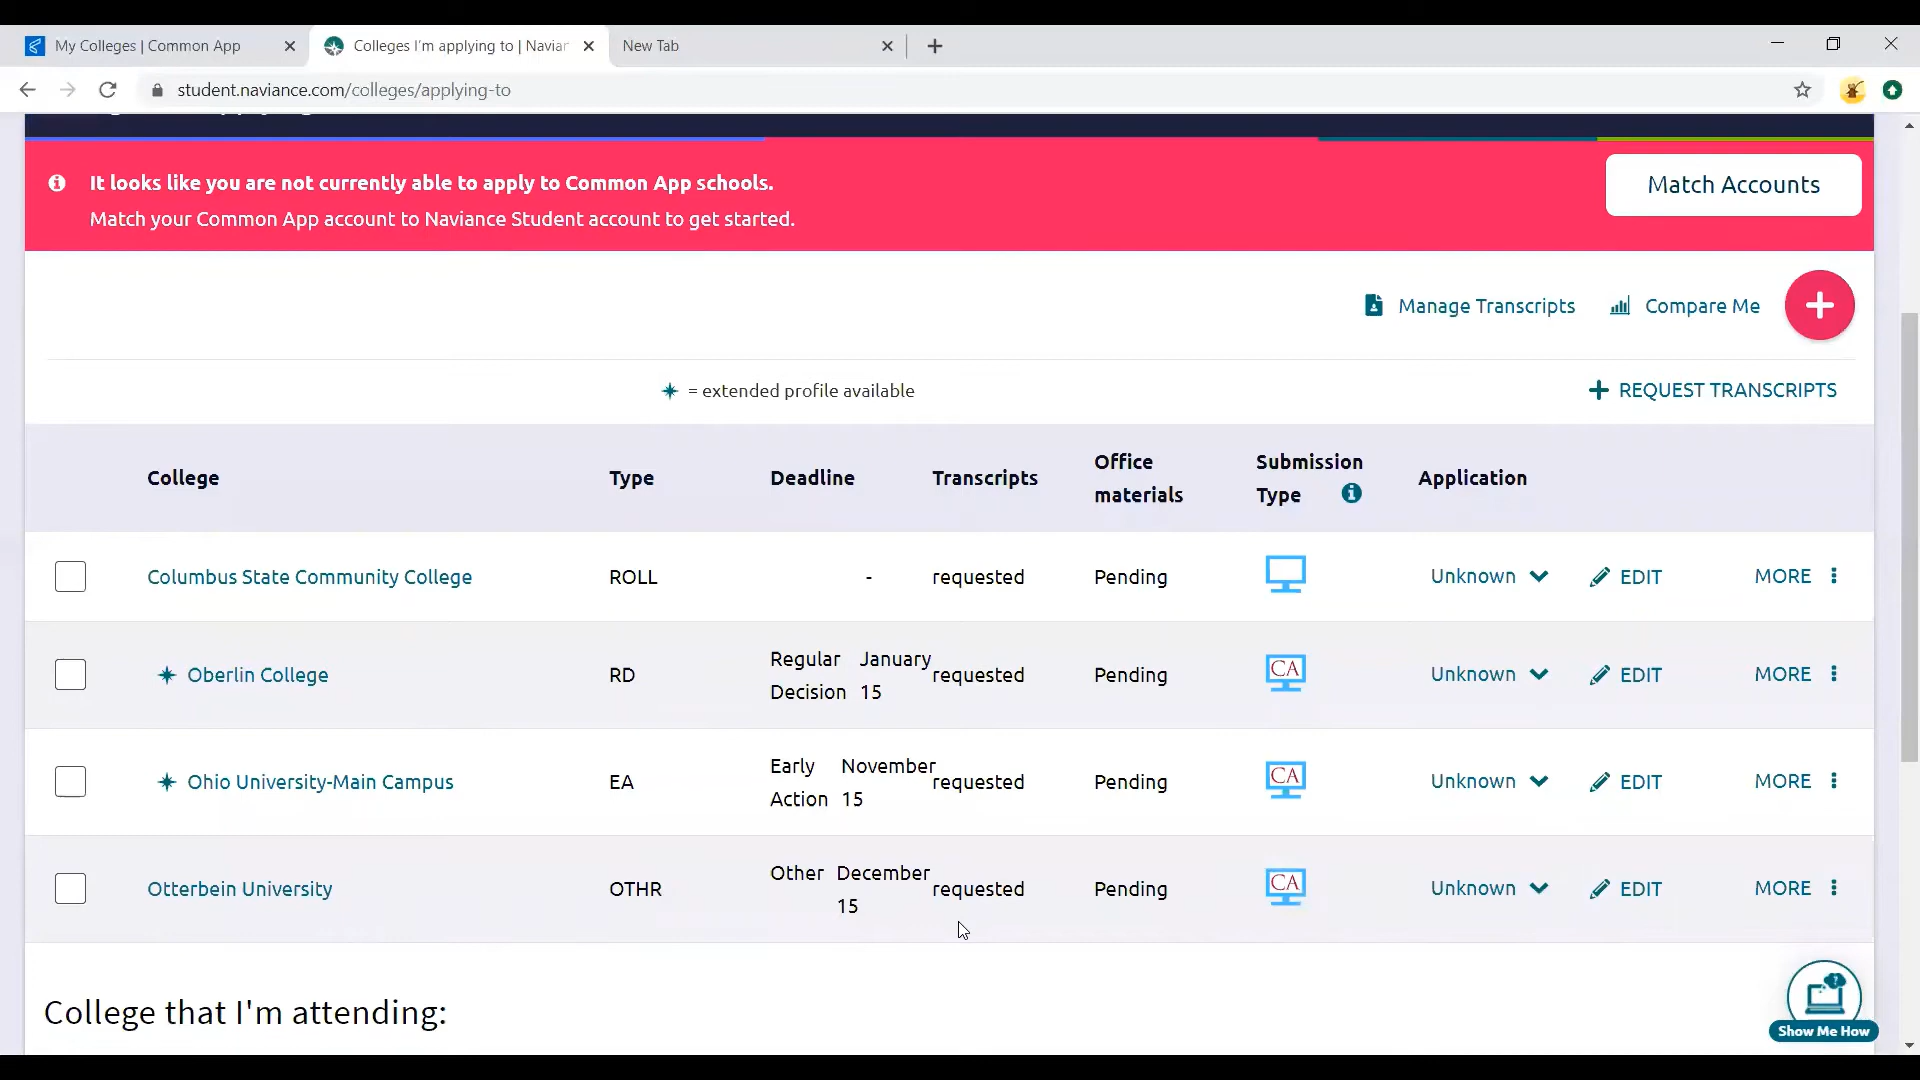 My Colleges | Common App
Colleges I'm applying to | Navian
New Tab
student.naviance.com/colleges/applying-to
It looks like you are not currently able to apply to Common App schools.
Match your Common App account to Naviance Student account to get started.
Match Accounts
Manage Transcripts
Compare Me
= extended profile available
REQUEST TRANSCRIPTS
College Type Deadline Transcripts Office materials Submission Type Application
Columbus State Community College ROLL - requested Pending Unknown EDIT MORE
Oberlin College RD Regular Decision January 15 requested Pending CA Unknown EDIT MORE
Ohio University-Main Campus EA Early Action November 15 requested Pending CA Unknown EDIT MORE
Otterbein University OTHR Other December 15 requested Pending CA Unknown EDIT MORE
College that I'm attending:
Show Me How